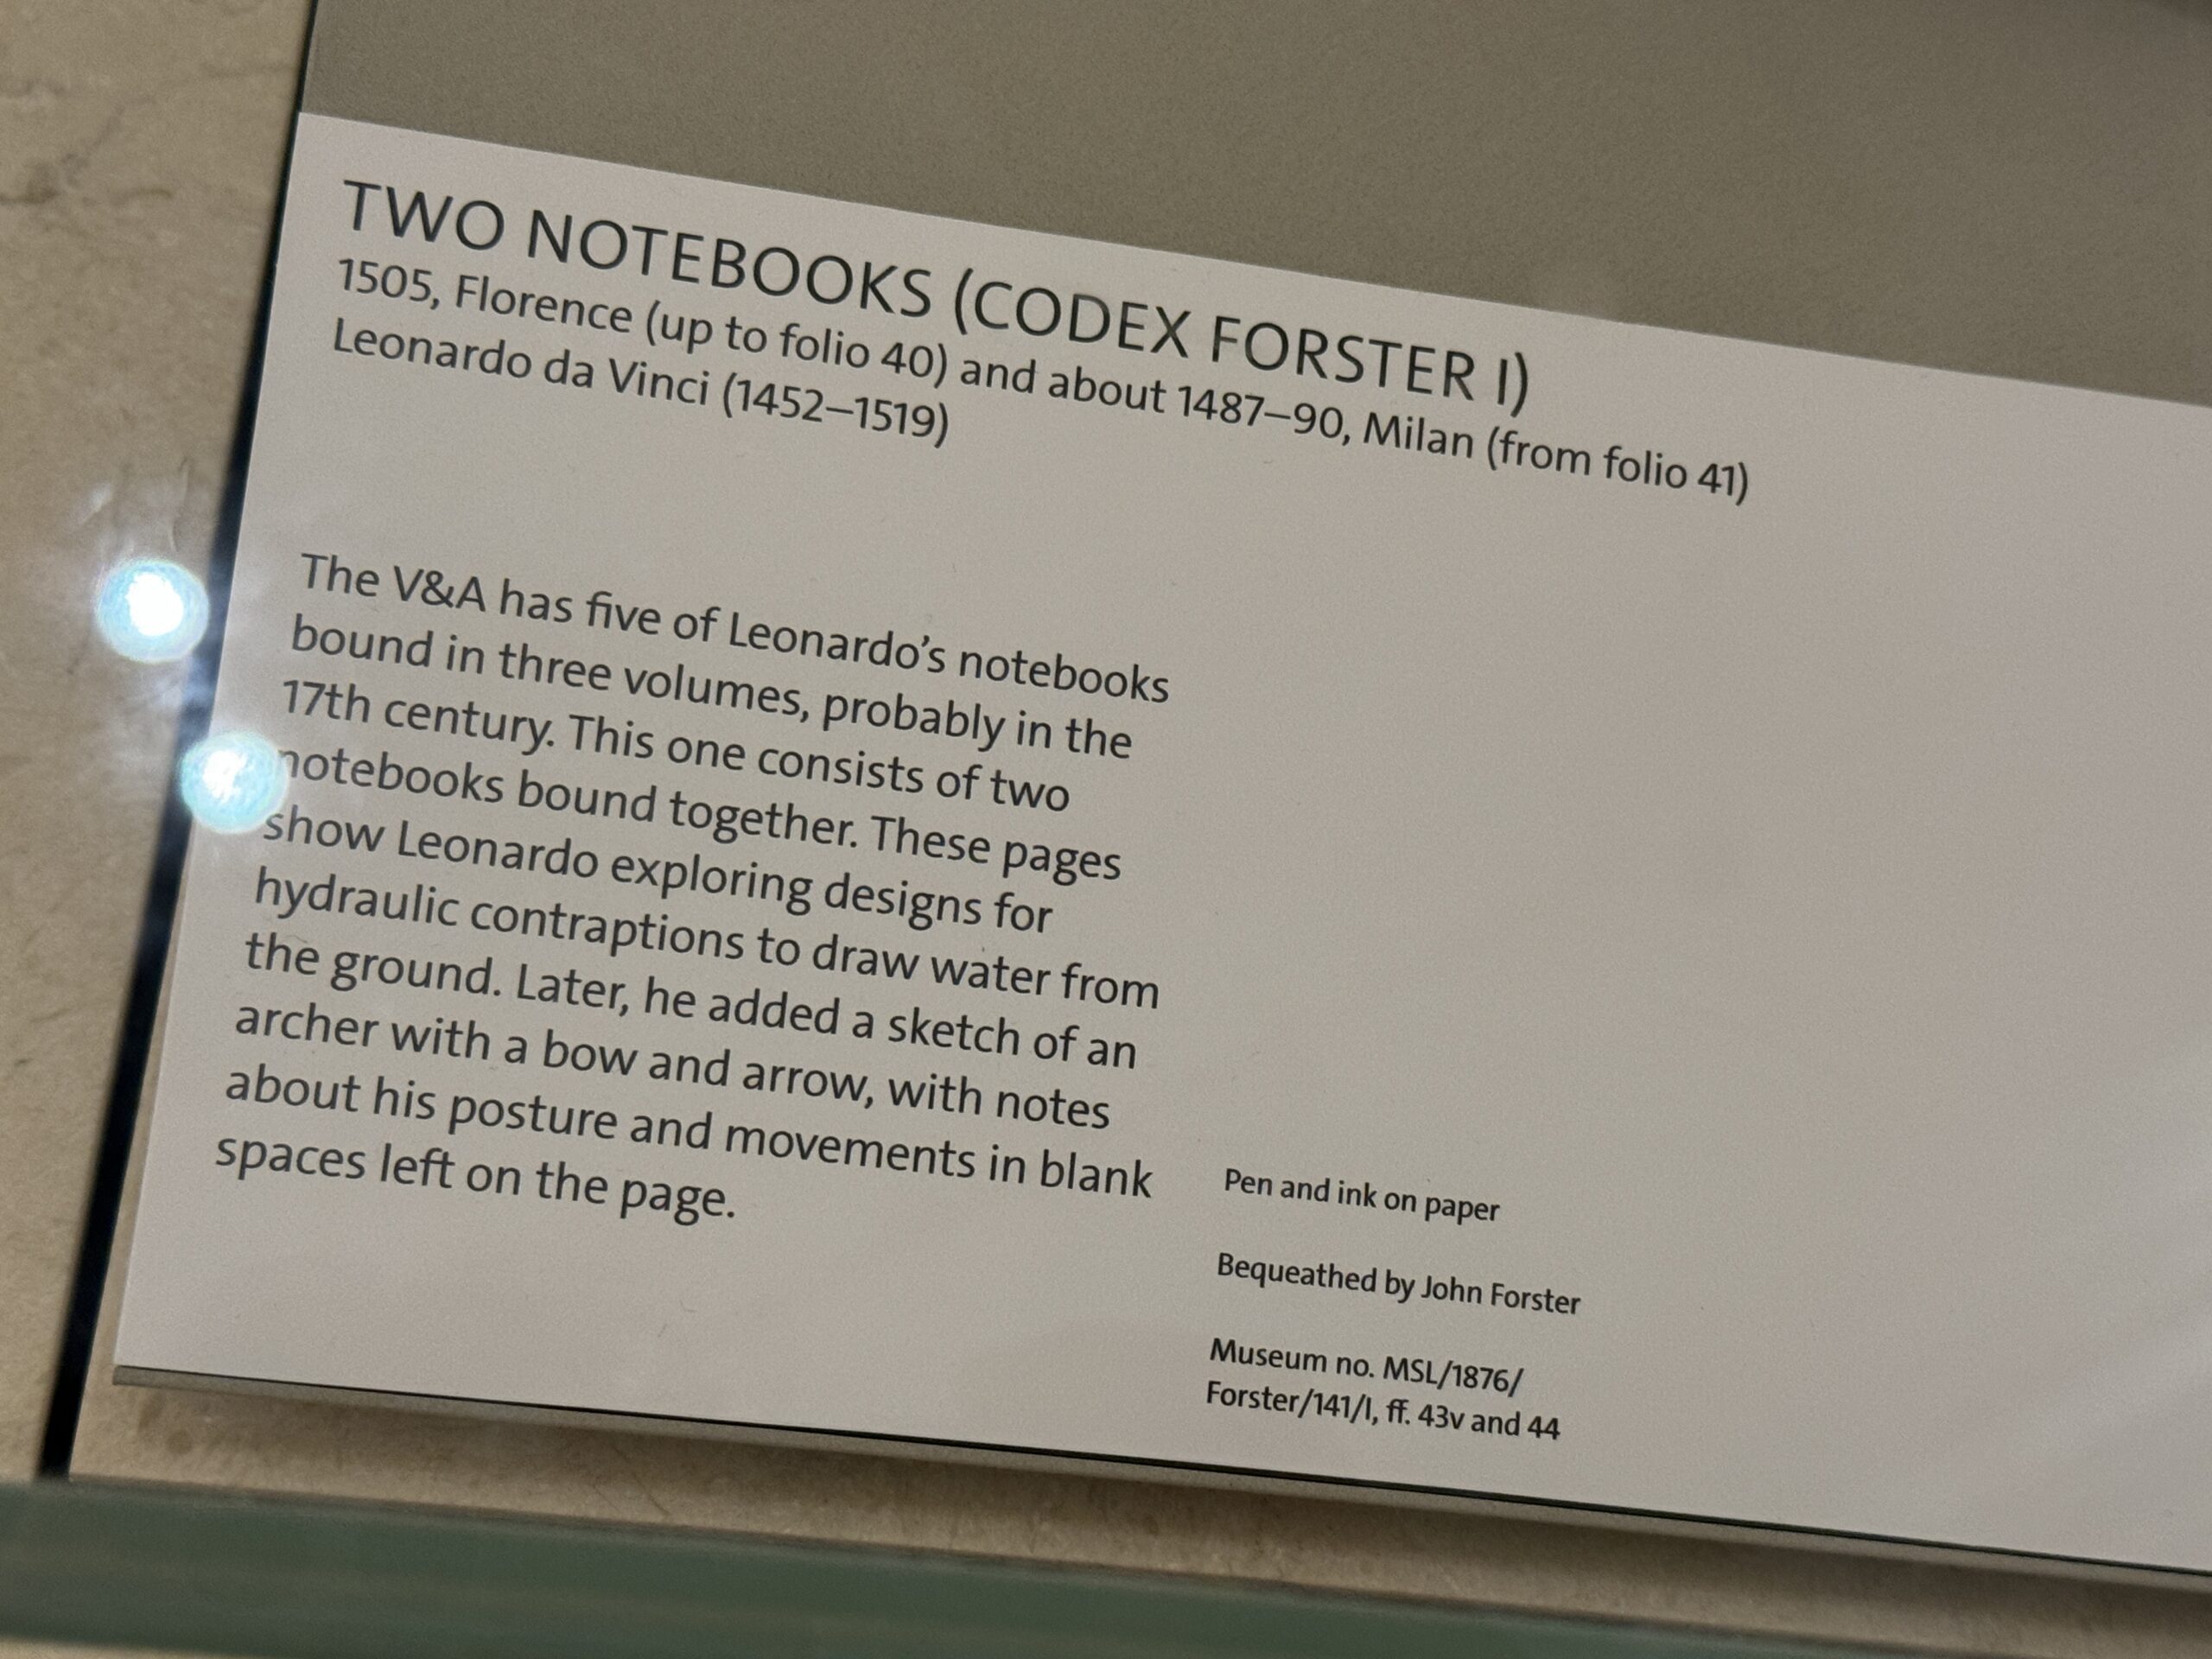 TWO NOTEBOOKS (CODEX FORSTER I)
1505, Florence (up to folio 40) and about 1487–90, Milan (from folio 41)
Leonardo da Vinci (1452–1519)
The V&A has five of Leonardo’s notebooks
bound in three volumes, probably in the
17th century. This one consists of two
notebooks bound together. These pages
show Leonardo exploring designs for
hydraulic contraptions to draw water from
the ground. Later, he added a sketch of an
archer with a bow and arrow, with notes
about his posture and movements in blank
spaces left on the page.
Pen and ink on paper
Bequeathed by John Forster
Museum no. MSL/1876/
Forster/141/I, ff. 43v and 44